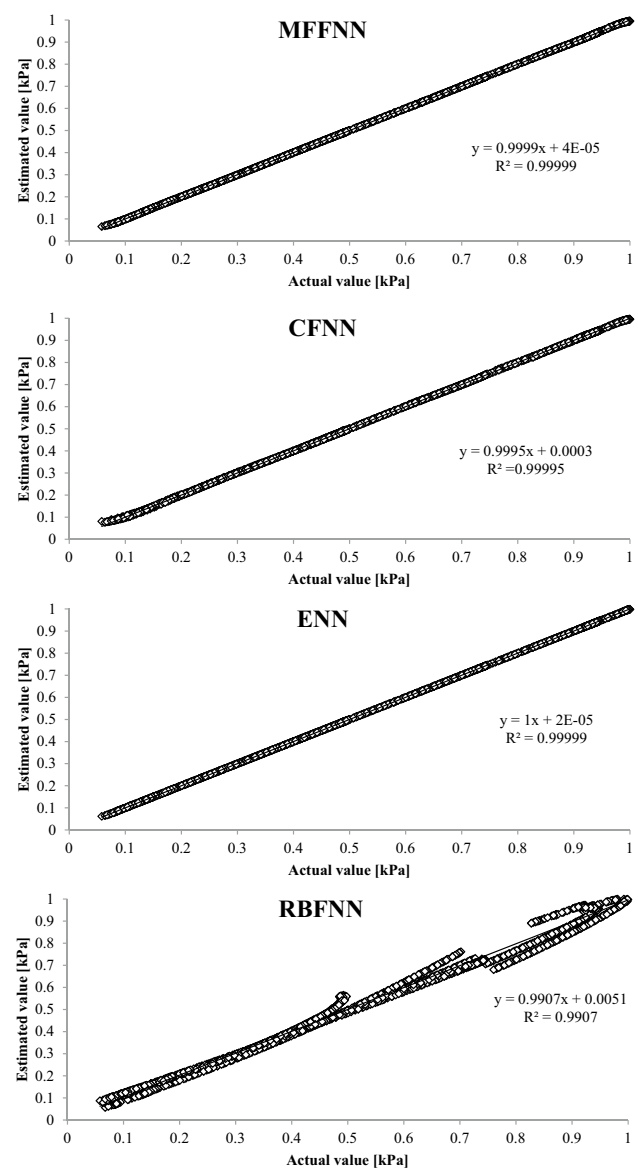 MFFNN
Estimated value [kPa]
1
0.9
0.8
0.7
0.6
0.5
0.4
0.3
0.2
0.1
0
y = 0.9999x + 4E-05
R² = 0.99999
0 0.1 0.2 0.3 0.4 0.5 0.6 0.7 0.8 0.9 1
Actual value [kPa]
CFNN
Estimated value [kPa]
1
0.9
0.8
0.7
0.6
0.5
0.4
0.3
0.2
0.1
0
y = 0.9995x + 0.0003
R² =0.99995
0 0.1 0.2 0.3 0.4 0.5 0.6 0.7 0.8 0.9 1
Actual value [kPa]
ENN
Estimated value [kPa]
1
0.9
0.8
0.7
0.6
0.5
0.4
0.3
0.2
0.1
0
y = 1x + 2E-05
R² = 0.99999
0 0.1 0.2 0.3 0.4 0.5 0.6 0.7 0.8 0.9 1
Actual value [kPa]
RBFNN
Estimated value [kPa]
1
0.9
0.8
0.7
0.6
0.5
0.4
0.3
0.2
0.1
0
y = 0.9907x + 0.0051
R² = 0.9907
0 0.1 0.2 0.3 0.4 0.5 0.6 0.7 0.8 0.9 1
Actual value [kPa]